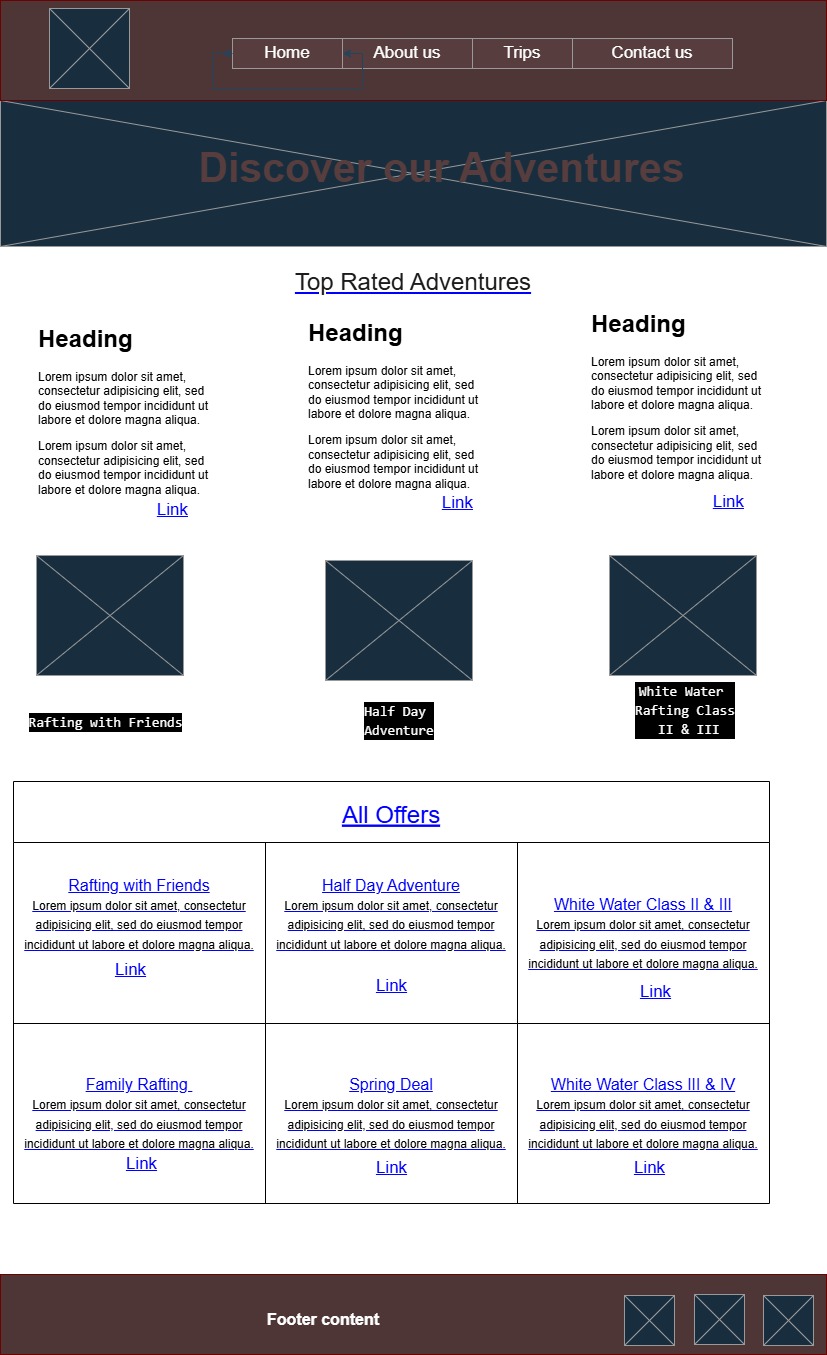 Home About us Trips Contact us
Discover our Adventures
Top Rated Adventures
Heading
Lorem ipsum dolor sit amet,
consectetur adipisicing elit, sed
do eiusmod tempor incididunt ut
labore et dolore magna aliqua.
Lorem ipsum dolor sit amet,
consectetur adipisicing elit, sed
do eiusmod tempor incididunt ut
labore et dolore magna aliqua.
Link
Heading
Lorem ipsum dolor sit amet,
consectetur adipisicing elit, sed
do eiusmod tempor incididunt ut
labore et dolore magna aliqua.
Lorem ipsum dolor sit amet,
consectetur adipisicing elit, sed
do eiusmod tempor incididunt ut
labore et dolore magna aliqua.
Link
Heading
Lorem ipsum dolor sit amet,
consectetur adipisicing elit, sed
do eiusmod tempor incididunt ut
labore et dolore magna aliqua.
Lorem ipsum dolor sit amet,
consectetur adipisicing elit, sed
do eiusmod tempor incididunt ut
labore et dolore magna aliqua.
Link
Rafting with Friends
Half Day
Adventure
White Water
Rafting Class
II & III
All Offers
Rafting with Friends
Lorem ipsum dolor sit amet, consectetur
adipisicing elit, sed do eiusmod tempor
incididunt ut labore et dolore magna aliqua.
Link
Half Day Adventure
Lorem ipsum dolor sit amet, consectetur
adipisicing elit, sed do eiusmod tempor
incididunt ut labore et dolore magna aliqua.
Link
White Water Class II & III
Lorem ipsum dolor sit amet, consectetur
adipisicing elit, sed do eiusmod tempor
incididunt ut labore et dolore magna aliqua.
Link
Family Rafting
Lorem ipsum dolor sit amet, consectetur
adipisicing elit, sed do eiusmod tempor
incididunt ut labore et dolore magna aliqua.
Link
Spring Deal
Lorem ipsum dolor sit amet, consectetur
adipisicing elit, sed do eiusmod tempor
incididunt ut labore et dolore magna aliqua.
Link
White Water Class III & IV
Lorem ipsum dolor sit amet, consectetur
adipisicing elit, sed do eiusmod tempor
incididunt ut labore et dolore magna aliqua.
Link
Footer content